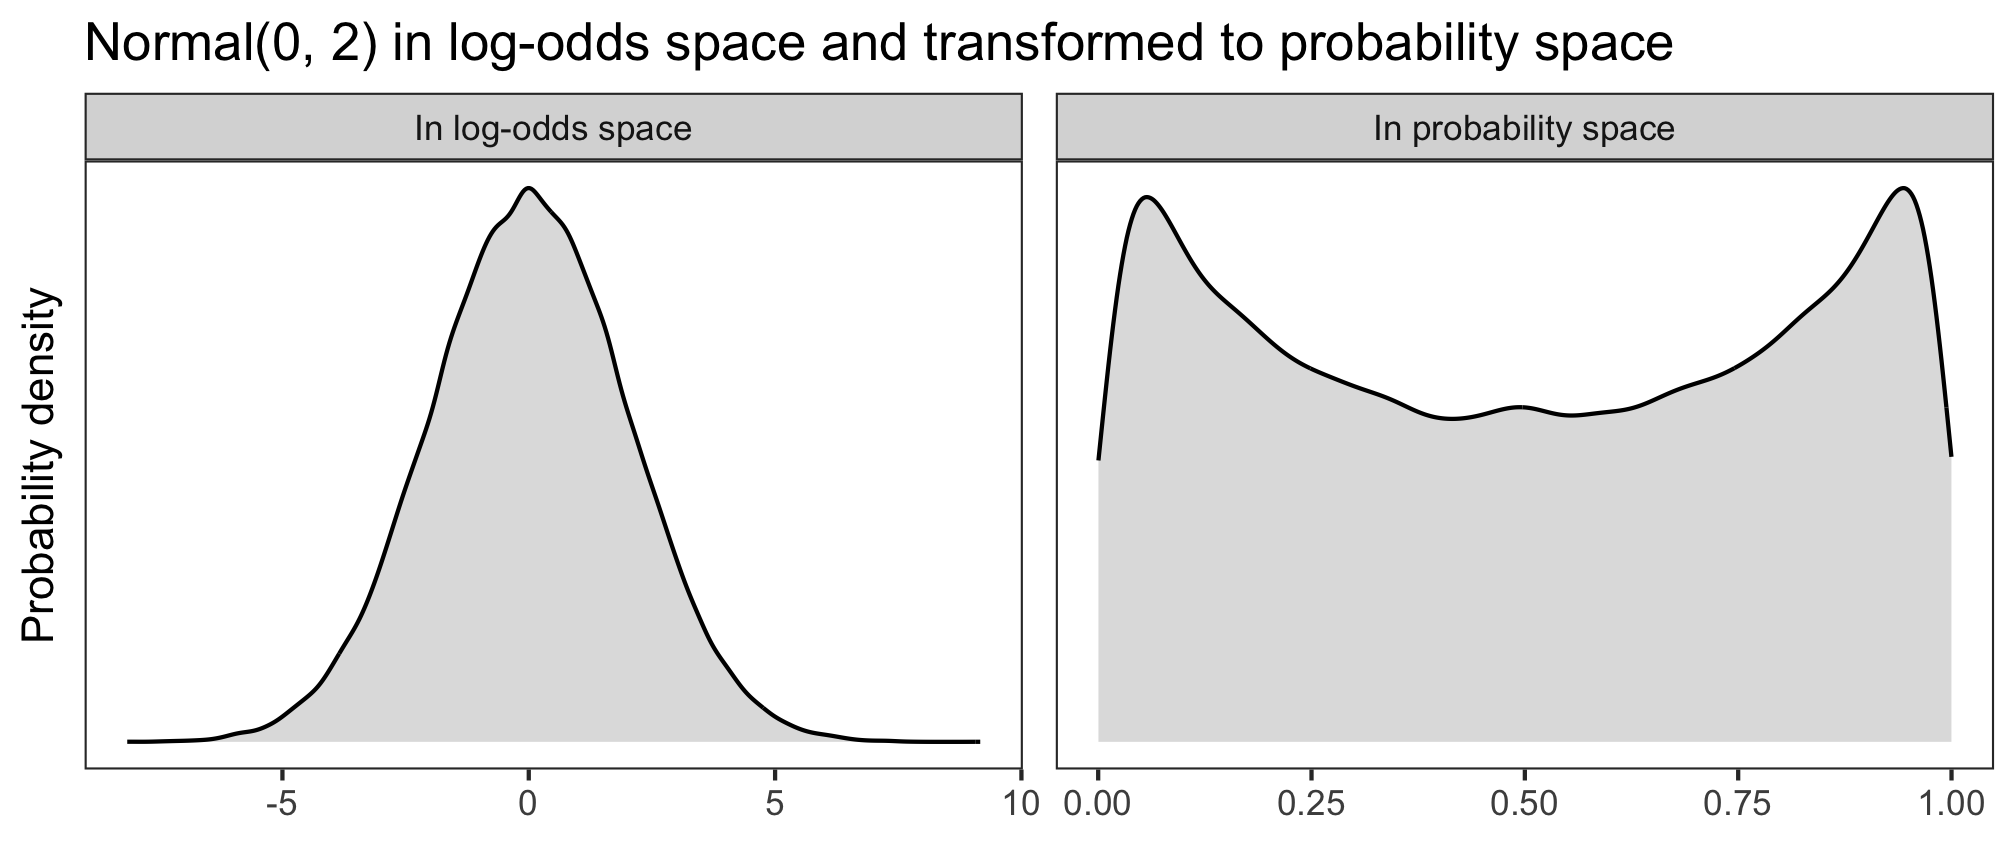 Normal(0, 2) in log-odds space and transformed to probability space
In log-odds space
In probability space
Probability density
-5 0 5 10
0.00 0.25 0.50 0.75 1.00